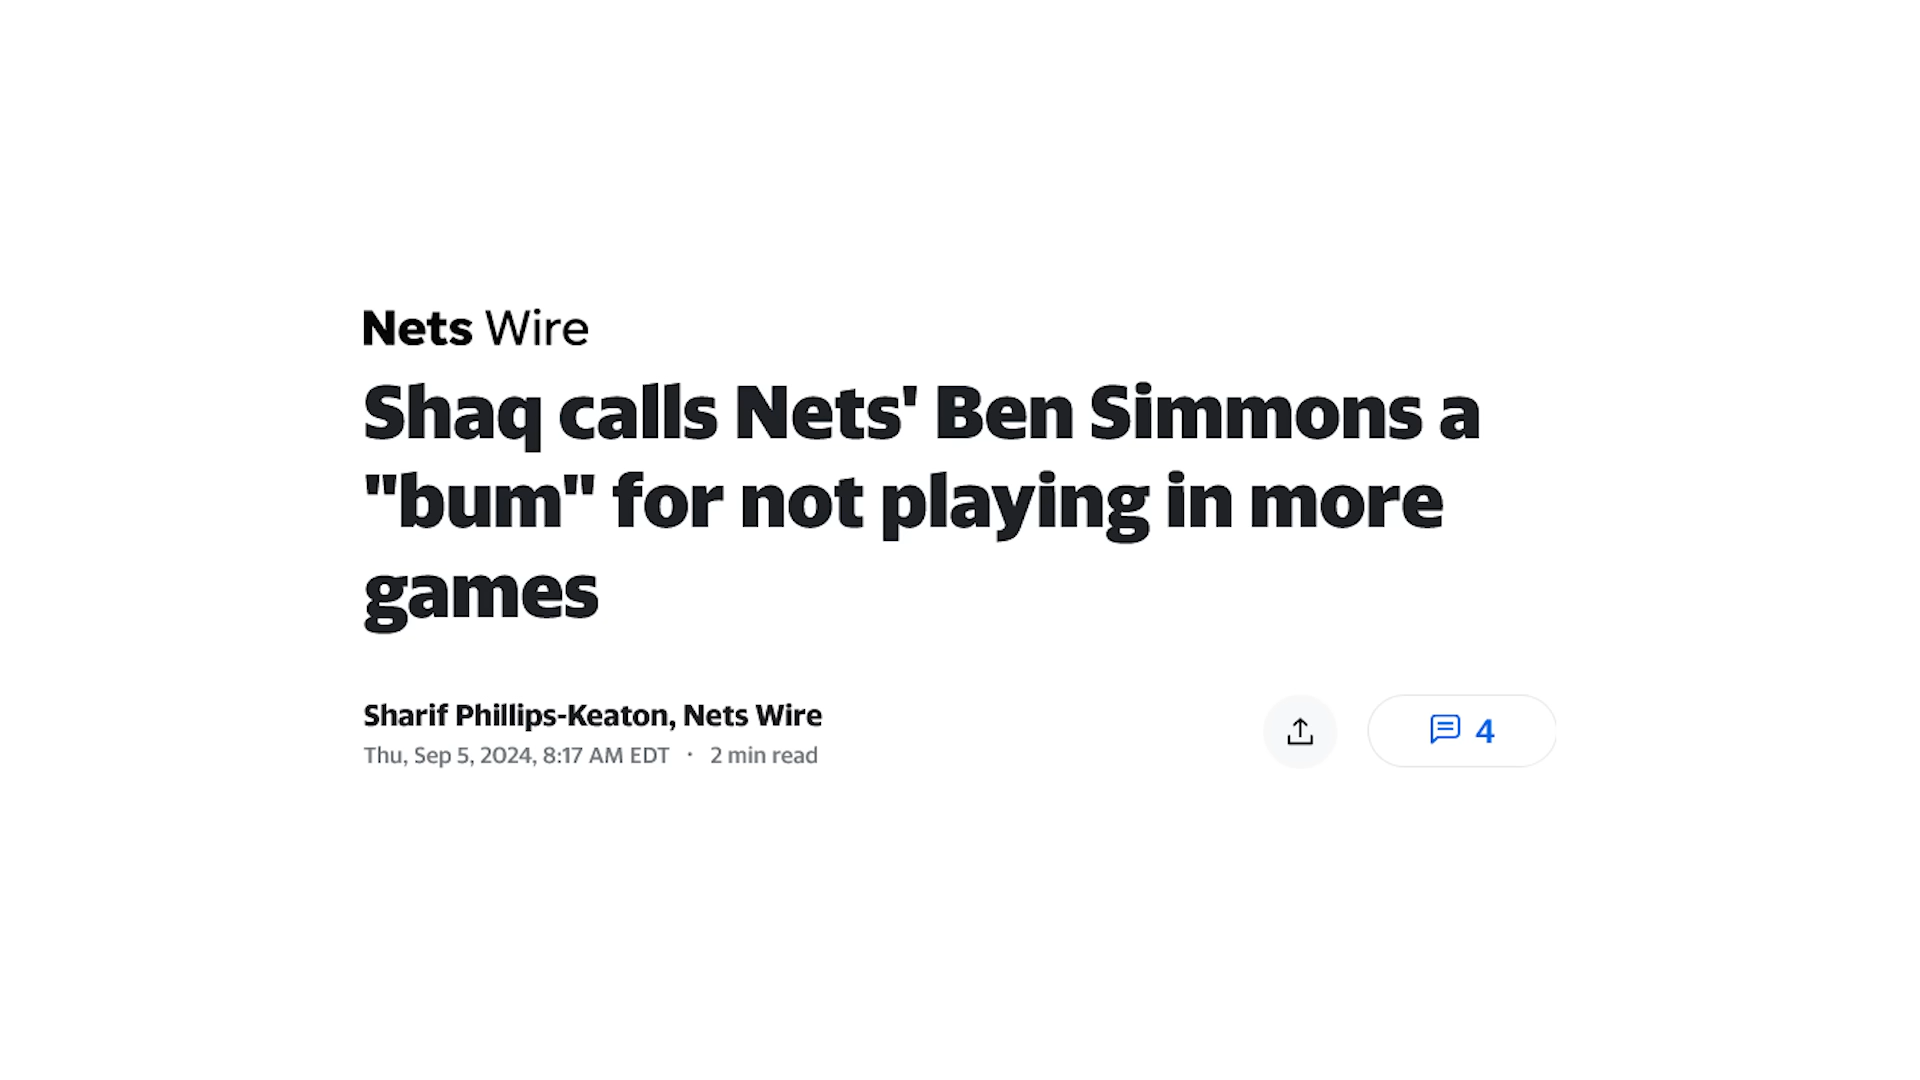 Nets Wire
Shaq calls Nets' Ben Simmons a
"bum" for not playing in more
games
Sharif Phillips-Keaton, Nets Wire
Thu, Sep 5, 2024, 8:17 AM EDT · 2 min read
4